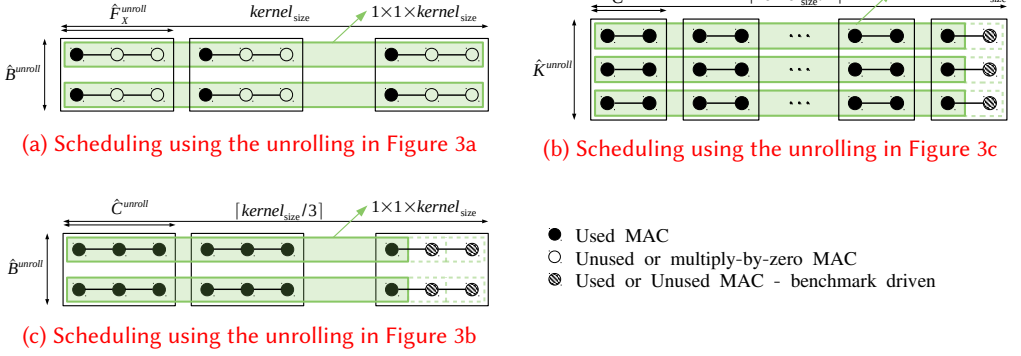 F̂_X^unroll kernel_size 1×1×kernel_size
B̂^unroll
(a) Scheduling using the unrolling in Figure 3a
size
K̂^unroll
(b) Scheduling using the unrolling in Figure 3c
Ĉ^unroll ⌈kernel_size/3⌉ 1×1×kernel_size
B̂^unroll
(c) Scheduling using the unrolling in Figure 3b
Used MAC
Unused or multiply-by-zero MAC
Used or Unused MAC - benchmark driven